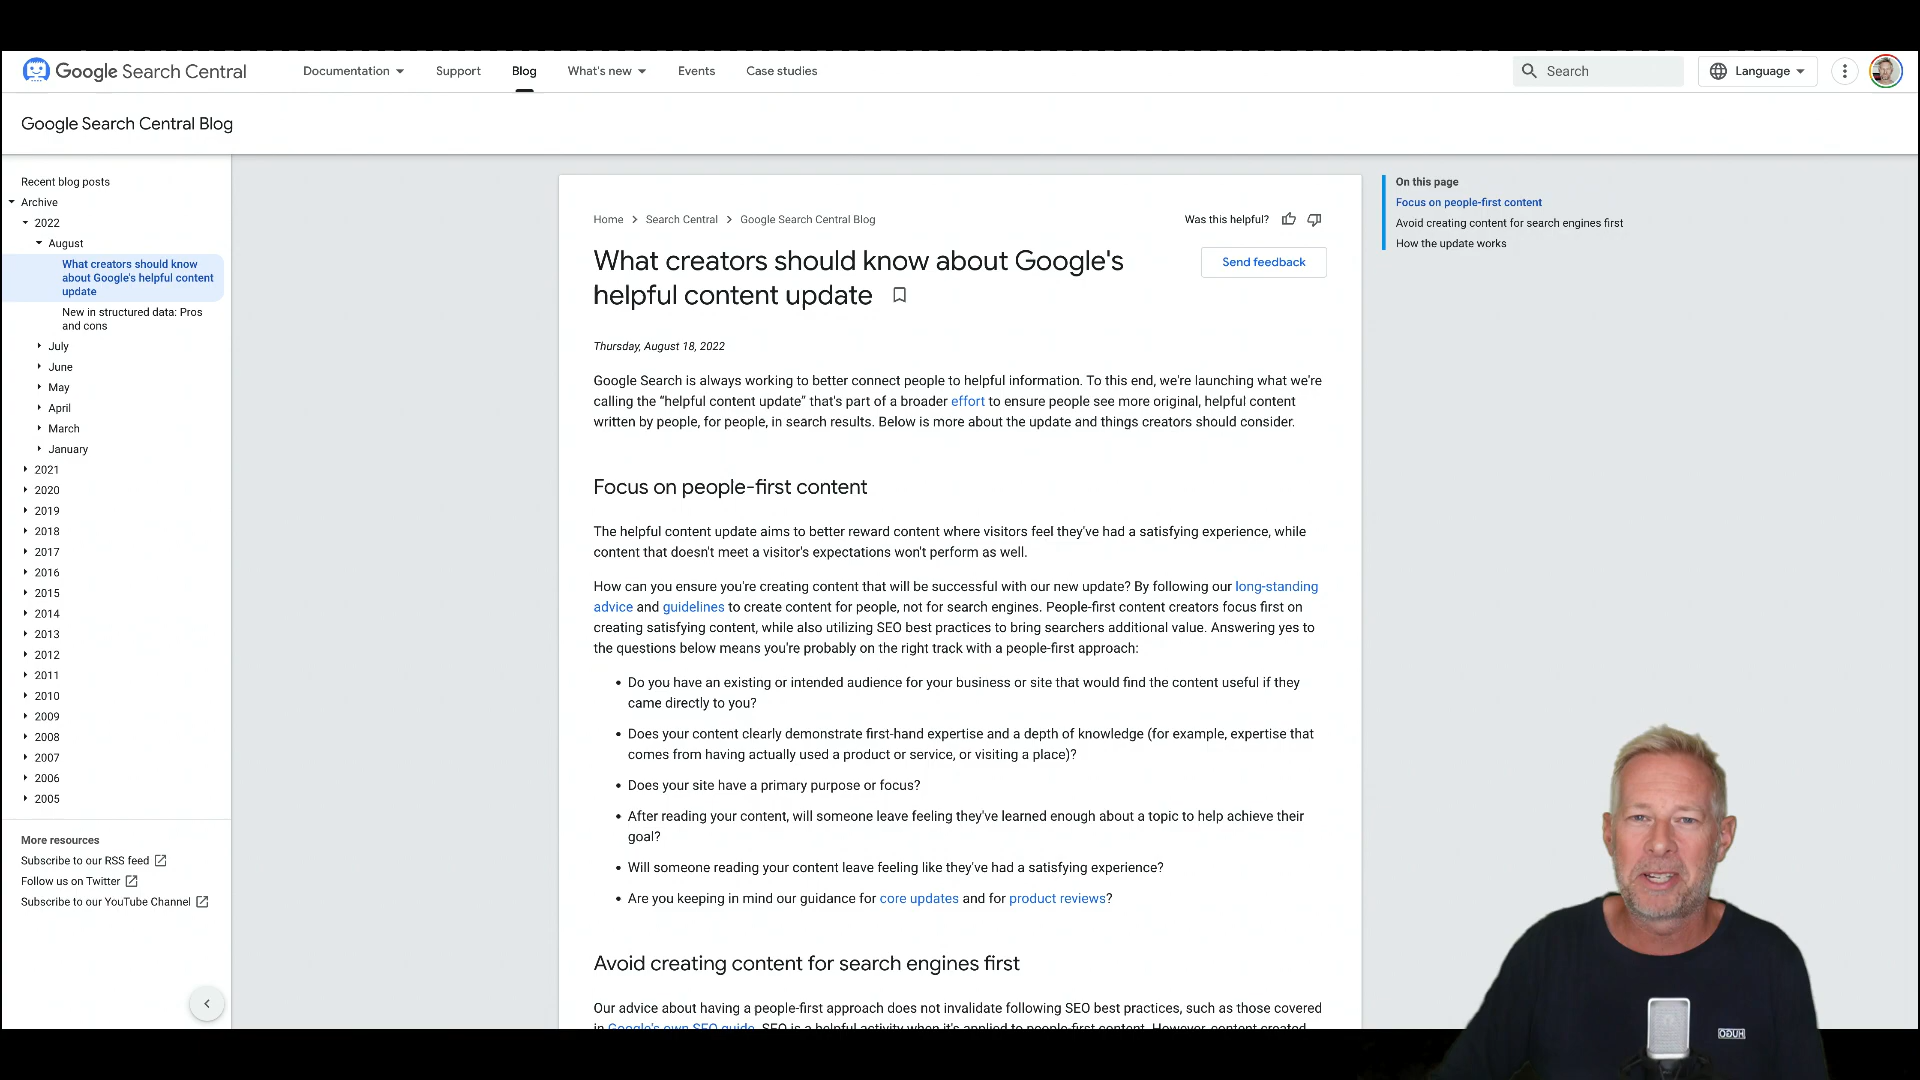 Google Search Central
Documentation
Support
Blog
What's new
Events
Case studies
Search
Language
Google Search Central Blog
Recent blog posts
Archive
2022
August
What creators should know
about Google's helpful content
update
New in structured data: Pros
and cons
July
June
May
April
March
January
2021
2020
2019
2018
2017
2016
2015
2014
2013
2012
2011
2010
2009
2008
2007
2006
2005
More resources
Subscribe to our RSS feed
Follow us on Twitter
Subscribe to our YouTube Channel
Home
Search Central
Google Search Central Blog
Was this helpful?
What creators should know about Google's
helpful content update
Send feedback
Thursday, August 18, 2022
Google Search is always working to better connect people to helpful information. To this end, we're launching what we're
calling the “helpful content update” that's part of a broader effort to ensure people see more original, helpful content
written by people, for people, in search results. Below is more about the update and things creators should consider.
Focus on people-first content
The helpful content update aims to better reward content where visitors feel they've had a satisfying experience, while
content that doesn't meet a visitor's expectations won't perform as well.
How can you ensure you're creating content that will be successful with our new update? By following our long-standing
advice and guidelines to create content for people, not for search engines. People-first content creators focus first on
creating satisfying content, while also utilizing SEO best practices to bring searchers additional value. Answering yes to
the questions below means you're probably on the right track with a people-first approach:
• Do you have an existing or intended audience for your business or site that would find the content useful if they
came directly to you?
• Does your content clearly demonstrate first-hand expertise and a depth of knowledge (for example, expertise that
comes from having actually used a product or service, or visiting a place)?
• Does your site have a primary purpose or focus?
• After reading your content, will someone leave feeling they've learned enough about a topic to help achieve their
goal?
• Will someone reading your content leave feeling like they've had a satisfying experience?
• Are you keeping in mind our guidance for core updates and for product reviews?
Avoid creating content for search engines first
Our advice about having a people-first approach does not invalidate following SEO best practices, such as those covered
in Google's own SEO guide. SEO is a helpful activity when it's applied to people-first content. However, content created
On this page
Focus on people-first content
Avoid creating content for search engines first
How the update works